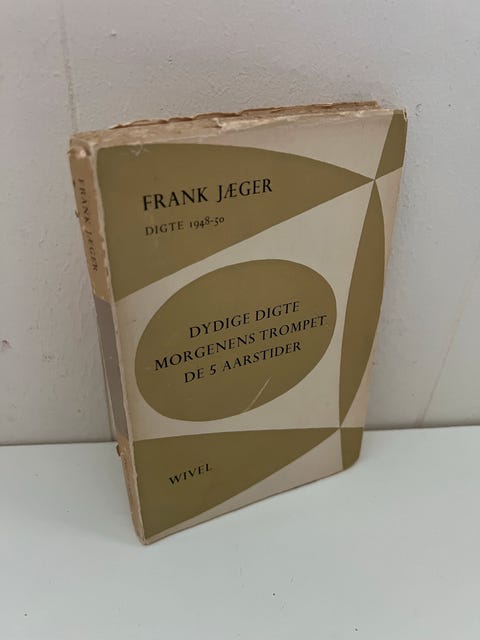 FRANK JÆGER
DIGTE 1948-50
DYDIGE DIGTE
MORGENENS TROMPET
DE 5 AARSTIDER
WIVEL
FRANK JÆGER